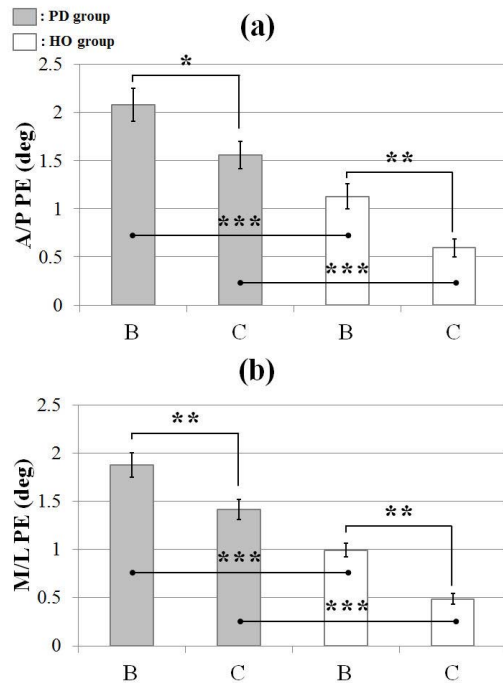 : PD group
: HO group
(a)
A/P PE (deg)
2.5
2
1.5
1
0.5
0
*
**
***
***
B C B C
(b)
M/L PE (deg)
2.5
2
1.5
1
0.5
0
**
**
***
***
B C B C